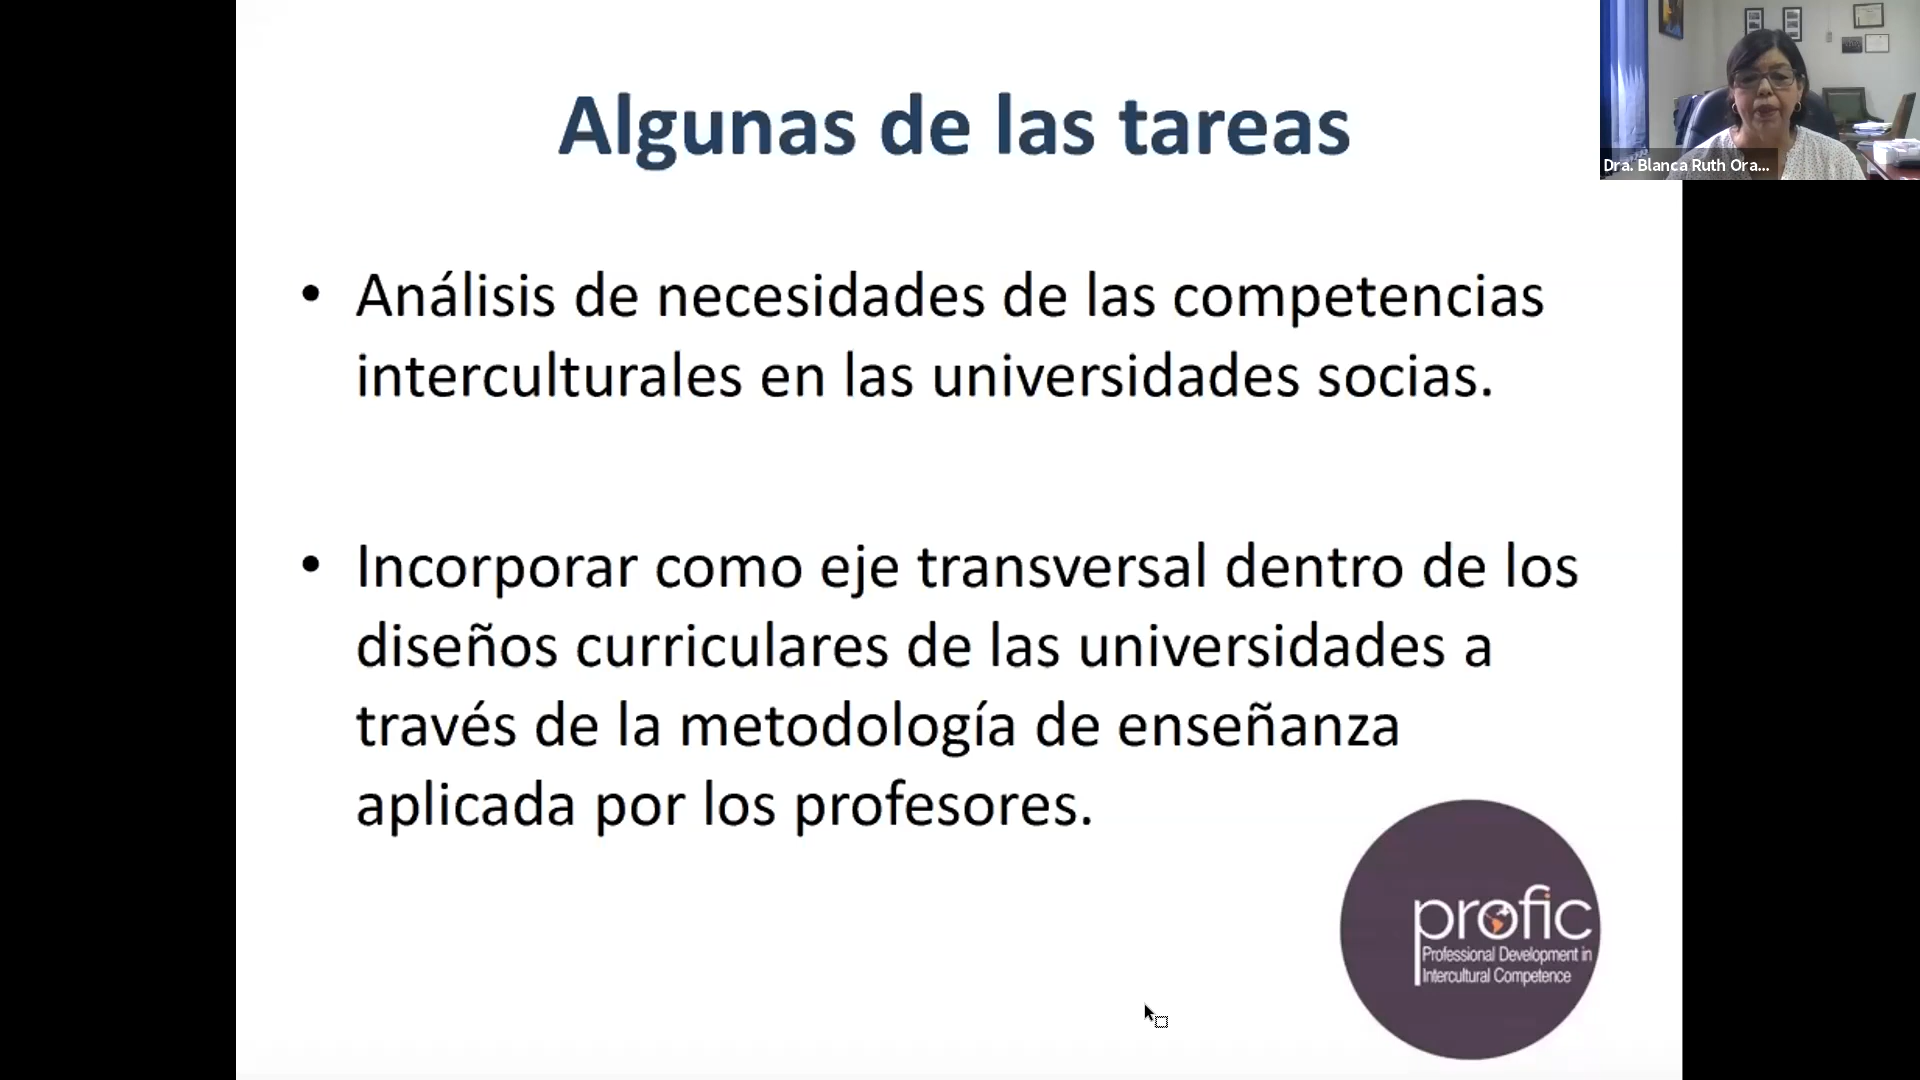 Algunas de las tareas
Dra. Blanca Ruth Ora...
• Análisis de necesidades de las competencias
interculturales en las universidades socias.
• Incorporar como eje transversal dentro de los
diseños curriculares de las universidades a
través de la metodología de enseñanza
aplicada por los profesores.
profic
Professional Development in
Intercultural Competence